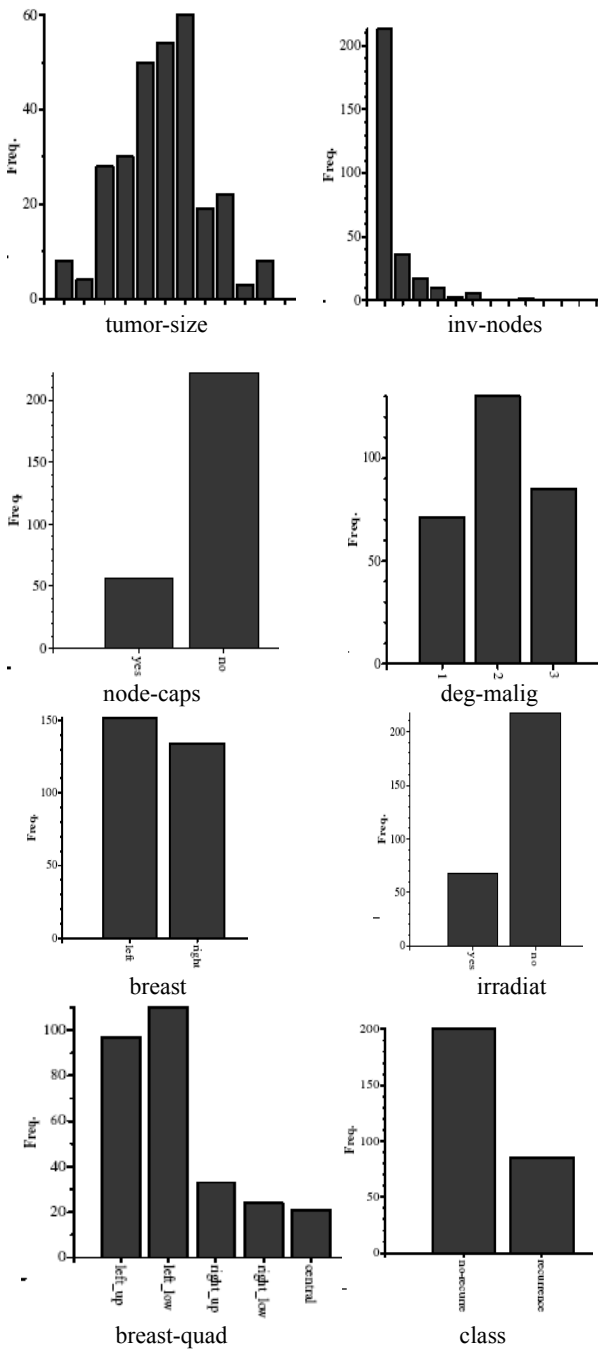 60
40
20
0
Freq.
tumor-size
200
150
100
50
0
Freq.
inv-nodes
200
150
100
50
0
Freq.
yes
no
node-caps
100
50
0
Freq.
1
2
3
deg-malig
150
100
50
0
Freq.
left
right
breast
200
150
100
50
0
Freq.
yes
no
irradiat
100
80
60
40
20
0
Freq.
left_up
left_low
right_up
right_low
central
breast-quad
200
150
100
50
0
Freq.
no-recurre
recurrence
class